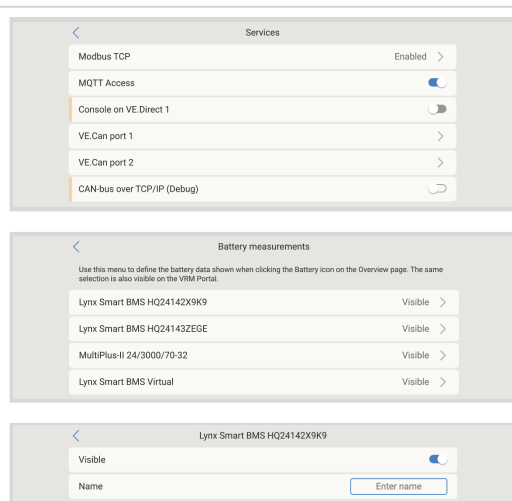 Services
Modbus TCP Enabled
MQTT Access
Console on VE.Direct 1
VE.Can port 1
VE.Can port 2
CAN-bus over TCP/IP (Debug)
Battery measurements
Use this menu to define the battery data shown when clicking the Battery icon on the Overview page. The same
selection is also visible on the VRM Portal.
Lynx Smart BMS HQ24142X9K9 Visible
Lynx Smart BMS HQ24143ZEGE Visible
MultiPlus-II 24/3000/70-32 Visible
Lynx Smart BMS Virtual Visible
Lynx Smart BMS HQ24142X9K9
Visible
Name Enter name